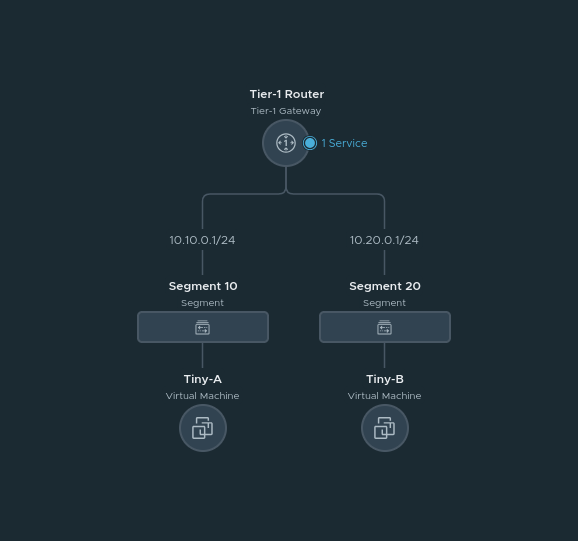 Tier-1 Router
Tier-1 Gateway
1
1 Service
10.10.0.1/24
10.20.0.1/24
Segment 10
Segment
Segment 20
Segment
Tiny-A
Virtual Machine
Tiny-B
Virtual Machine